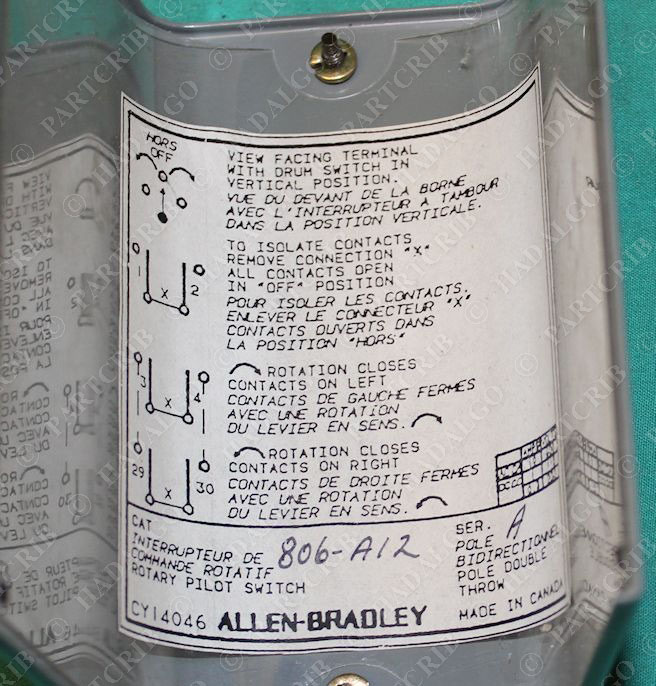 HORS
OFF
VIEW FACING TERMINAL
WITH DRUM SWITCH IN
VERTICAL POSITION.
VUE DU DEVANT DE LA BORNE
AVEC L'INTERRUPTEUR A TAMBOUR
DANS LA POSITION VERTICALE.
1
2
X
TO ISOLATE CONTACTS
REMOVE CONNECTION "X"
ALL CONTACTS OPEN
IN "OFF" POSITION
POUR ISOLER LES CONTACTS,
ENLEVER LE CONNECTEUR "X"
CONTACTS OUVERTS DANS
LA POSITION "HORS"
3
4
X
ROTATION CLOSES
CONTACTS ON LEFT
CONTACTS DE GAUCHE FERMES
AVEC UNE ROTATION
DU LEVIER EN SENS.
29
30
X
ROTATION CLOSES
CONTACTS ON RIGHT
CONTACTS DE DROITE FERMES
AVEC UNE ROTATION
DU LEVIER EN SENS.
CAT
INTERRUPTEUR DE 806-A12
COMMANDE ROTATIF
ROTARY PILOT SWITCH
SER. A
POLE
BIDIRECTIONNEL
POLE DOUBLE
THROW
CY14046 ALLEN-BRADLEY MADE IN CANADA
© PARTCRIB HADALGO